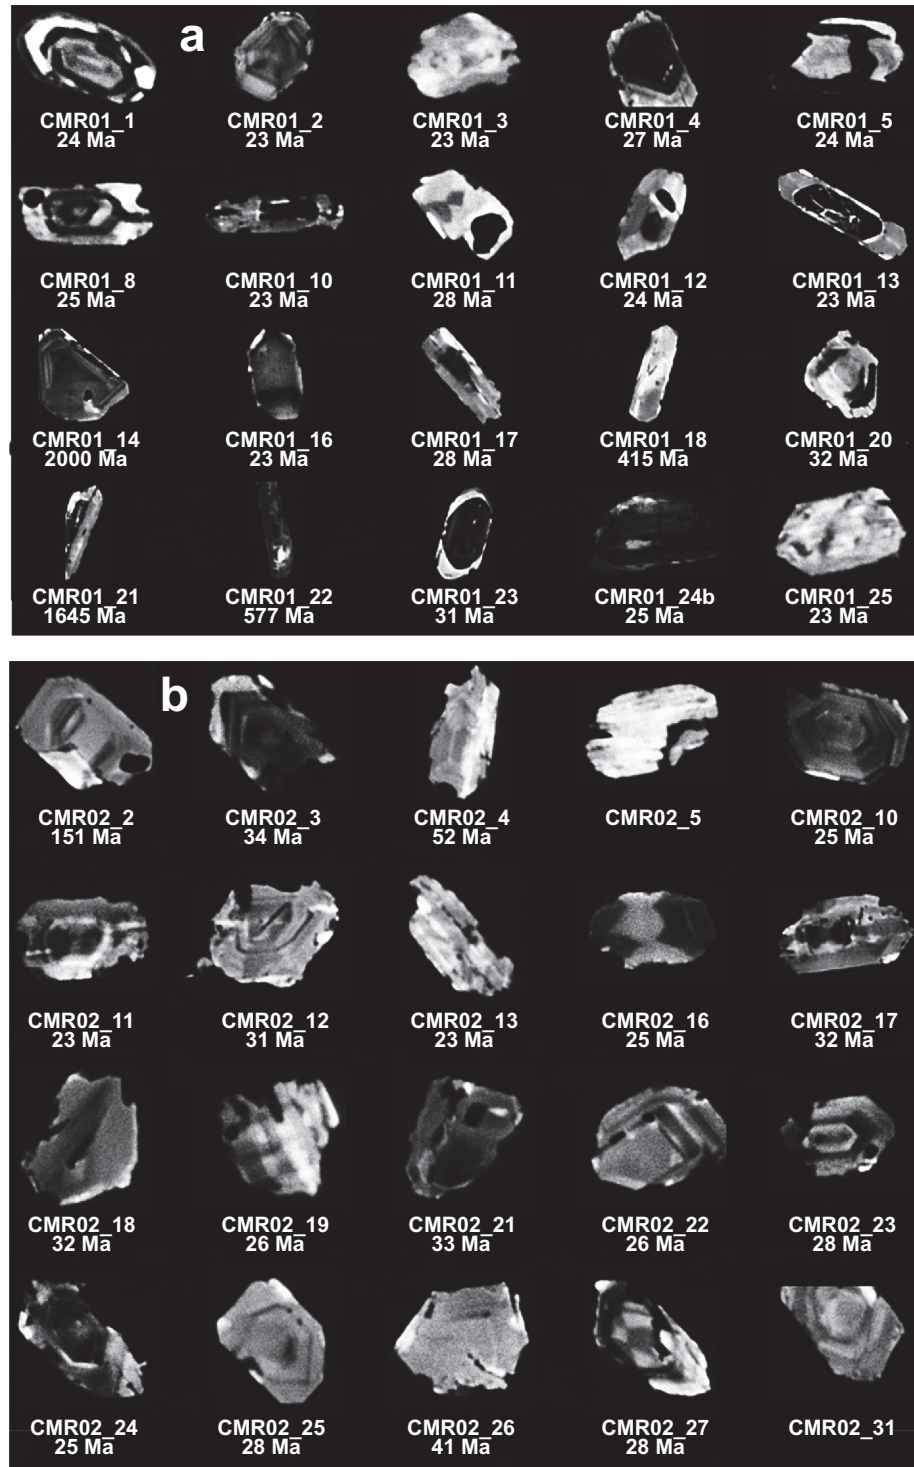 a
CMR01_1 CMR01_2 CMR01_3 CMR01_4 CMR01_5
24 Ma 23 Ma 23 Ma 27 Ma 24 Ma
CMR01_8 CMR01_10 CMR01_11 CMR01_12 CMR01_13
25 Ma 23 Ma 28 Ma 24 Ma 23 Ma
CMR01_14 CMR01_16 CMR01_17 CMR01_18 CMR01_20
2000 Ma 23 Ma 28 Ma 415 Ma 32 Ma
CMR01_21 CMR01_22 CMR01_23 CMR01_24b CMR01_25
1645 Ma 577 Ma 31 Ma 25 Ma 23 Ma
b
CMR02_2 CMR02_3 CMR02_4 CMR02_5 CMR02_10
151 Ma 34 Ma 52 Ma 25 Ma
CMR02_11 CMR02_12 CMR02_13 CMR02_16 CMR02_17
23 Ma 31 Ma 23 Ma 25 Ma 32 Ma
CMR02_18 CMR02_19 CMR02_21 CMR02_22 CMR02_23
32 Ma 26 Ma 33 Ma 26 Ma 28 Ma
CMR02_24 CMR02_25 CMR02_26 CMR02_27 CMR02_31
25 Ma 28 Ma 41 Ma 28 Ma